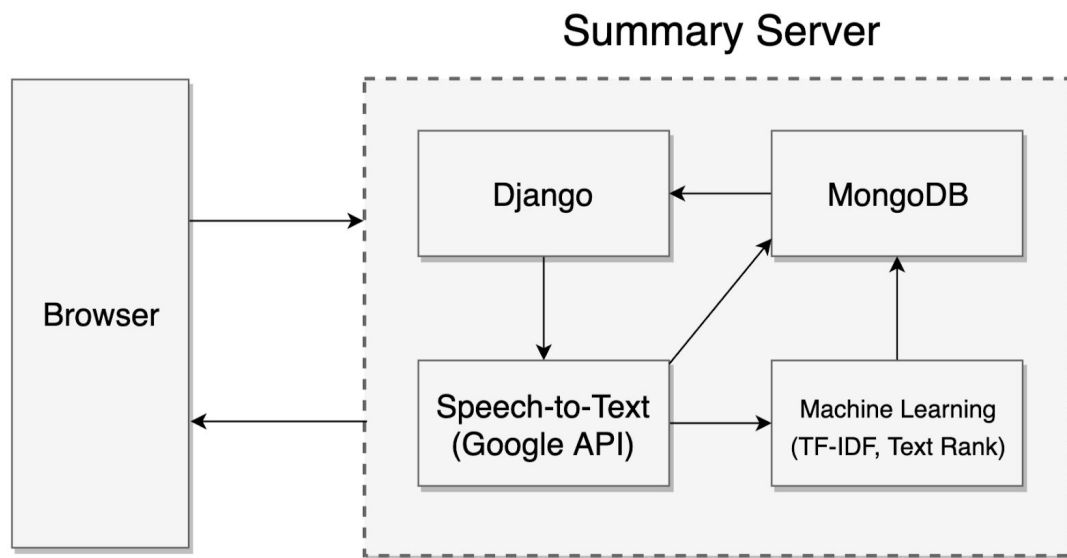 Summary Server
Django
MongoDB
Browser
Speech-to-Text
(Google API)
Machine Learning
(TF-IDF, Text Rank)